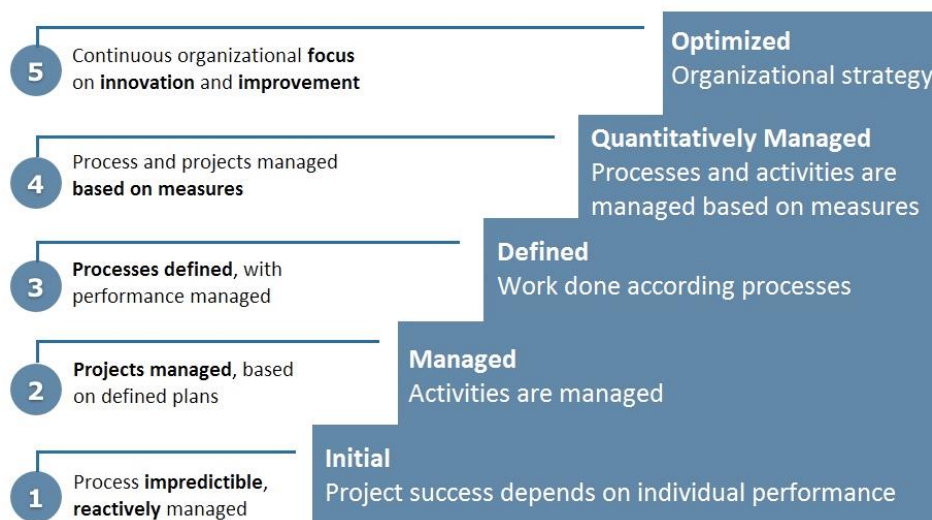 5
Continuous organizational focus
on innovation and improvement
Optimized
Organizational strategy
4
Process and projects managed
based on measures
Quantitatively Managed
Processes and activities are
managed based on measures
3
Processes defined, with
performance managed
Defined
Work done according processes
2
Projects managed, based
on defined plans
Managed
Activities are managed
1
Process impredictible,
reactively managed
Initial
Project success depends on individual performance